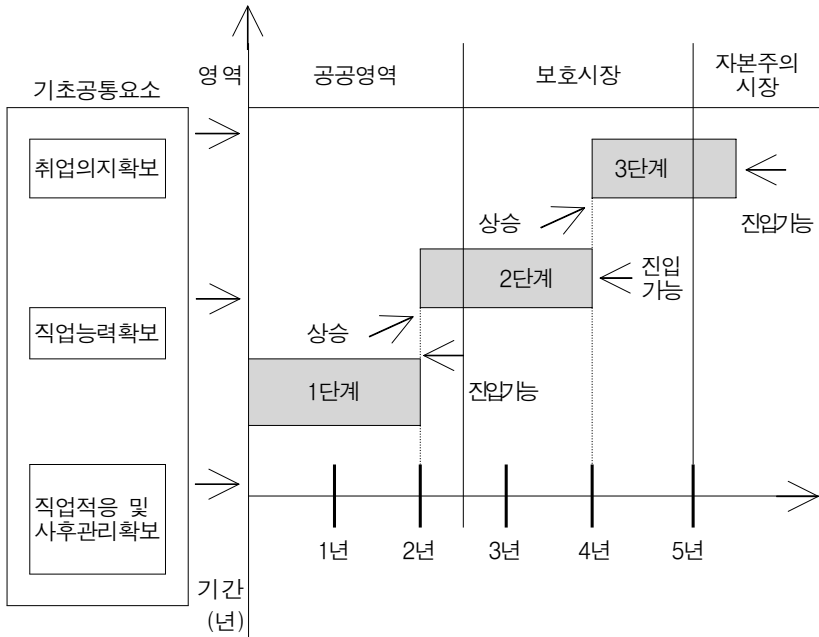 기초공통요소
취업의지확보
직업능력확보
직업적응 및
사후관리확보
영역
공공영역
보호시장
자본주의
시장
3단계
진입가능
상승
2단계
진입
가능
상승
1단계
진입가능
1년
2년
3년
4년
5년
기간
(년)